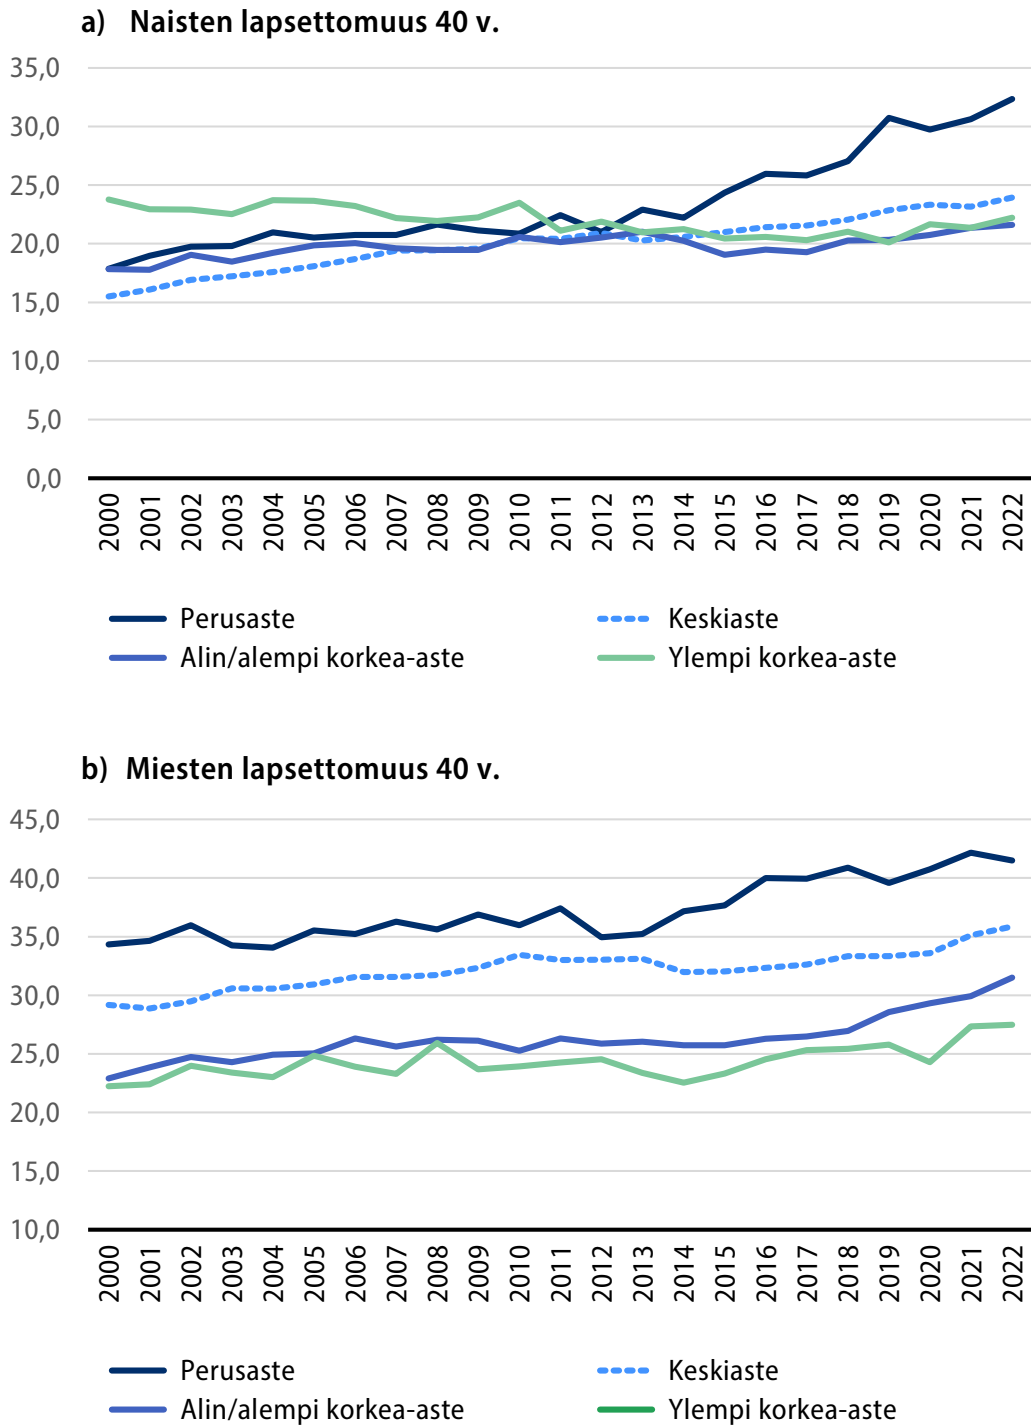 a) Naisten lapsettomuus 40 v.
35,0
30,0
25,0
20,0
15,0
10,0
5,0
0,0
2000 2001 2002 2003 2004 2005 2006 2007 2008 2009 2010 2011 2012 2013 2014 2015 2016 2017 2018 2019 2020 2021 2022
Perusaste Keskiaste
Alin/alempi korkea-aste Ylempi korkea-aste
b) Miesten lapsettomuus 40 v.
45,0
40,0
35,0
30,0
25,0
20,0
15,0
10,0
2000 2001 2002 2003 2004 2005 2006 2007 2008 2009 2010 2011 2012 2013 2014 2015 2016 2017 2018 2019 2020 2021 2022
Perusaste Keskiaste
Alin/alempi korkea-aste Ylempi korkea-aste